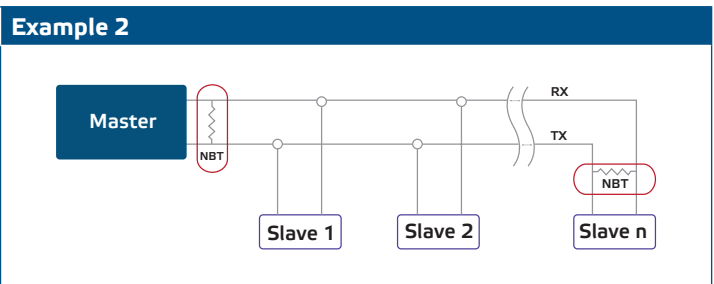 Example 2
RX
Master
TX
NBT
NBT
Slave 1
Slave 2
Slave n